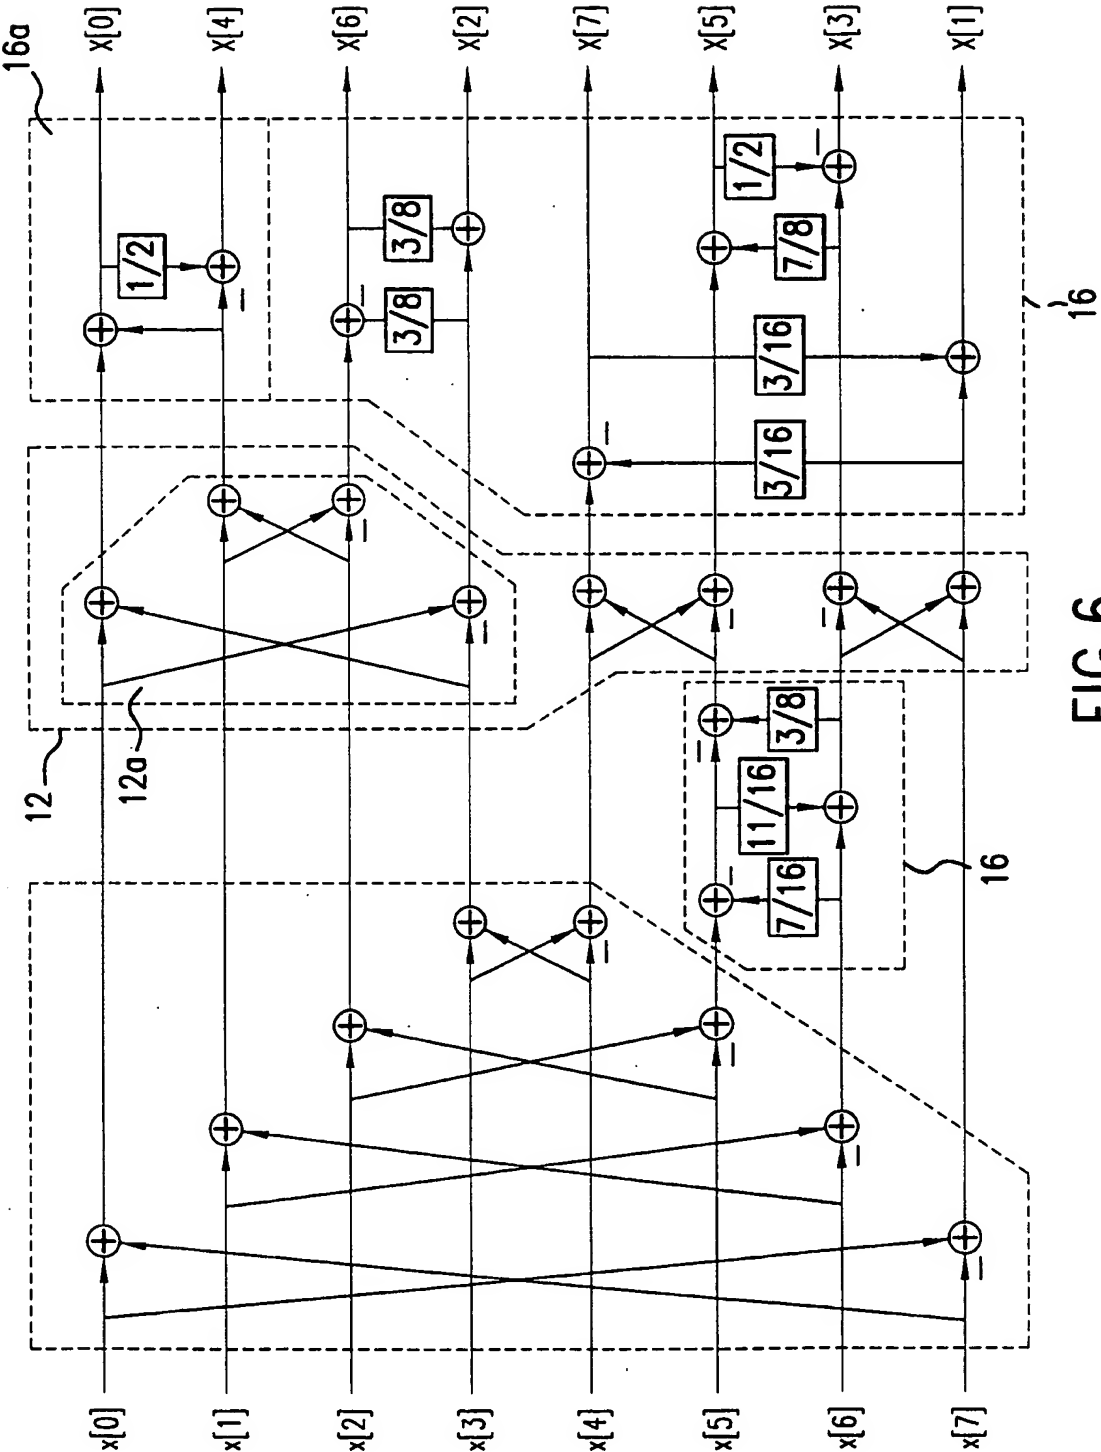 16a
X[0]
X[4]
X[6]
X[2]
X[7]
X[5]
X[3]
X[1]
1/2
3/8
3/8
1/2
7/8
3/16
3/16
16
12
12a
3/8
11/16
7/16
16
x[0]
x[1]
x[2]
x[3]
x[4]
x[5]
x[6]
x[7]
FIG. 6